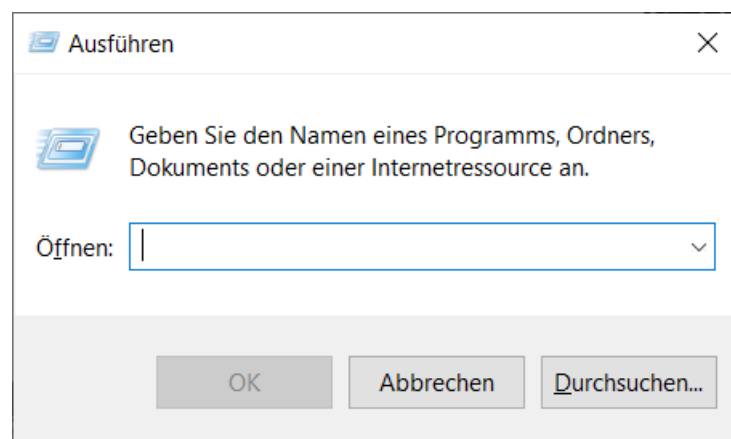 Ausführen
Geben Sie den Namen eines Programms, Ordners,
Dokuments oder einer Internetressource an.
Öffnen:
OK Abbrechen Durchsuchen...